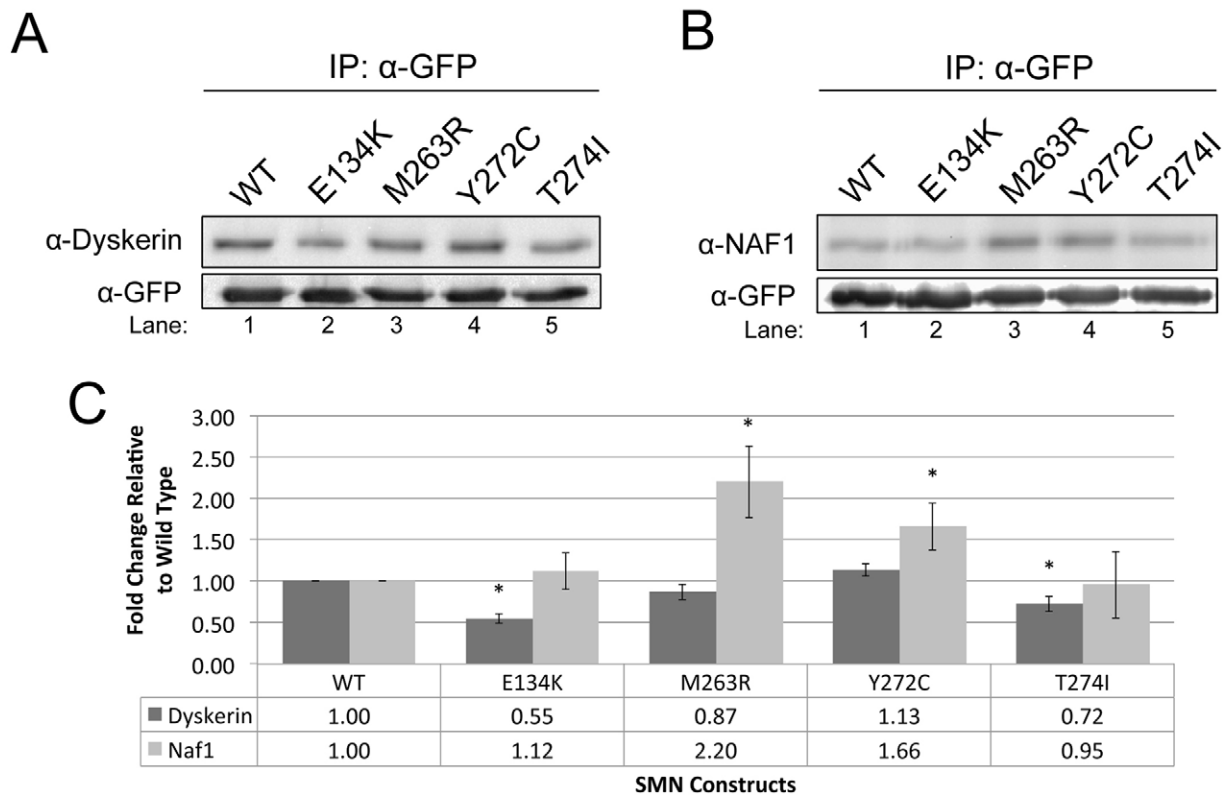 A
IP: α-GFP
WT E134K M263R Y272C T274I
α-Dyskerin
α-GFP
Lane: 1 2 3 4 5
B
IP: α-GFP
WT E134K M263R Y272C T274I
α-NAF1
α-GFP
Lane: 1 2 3 4 5
C
Fold Change Relative
to Wild Type
3.00
2.50
2.00
1.50
1.00
0.50
0.00
* * * *
WT E134K M263R Y272C T274I
Dyskerin 1.00 0.55 0.87 1.13 0.72
Naf1 1.00 1.12 2.20 1.66 0.95
SMN Constructs